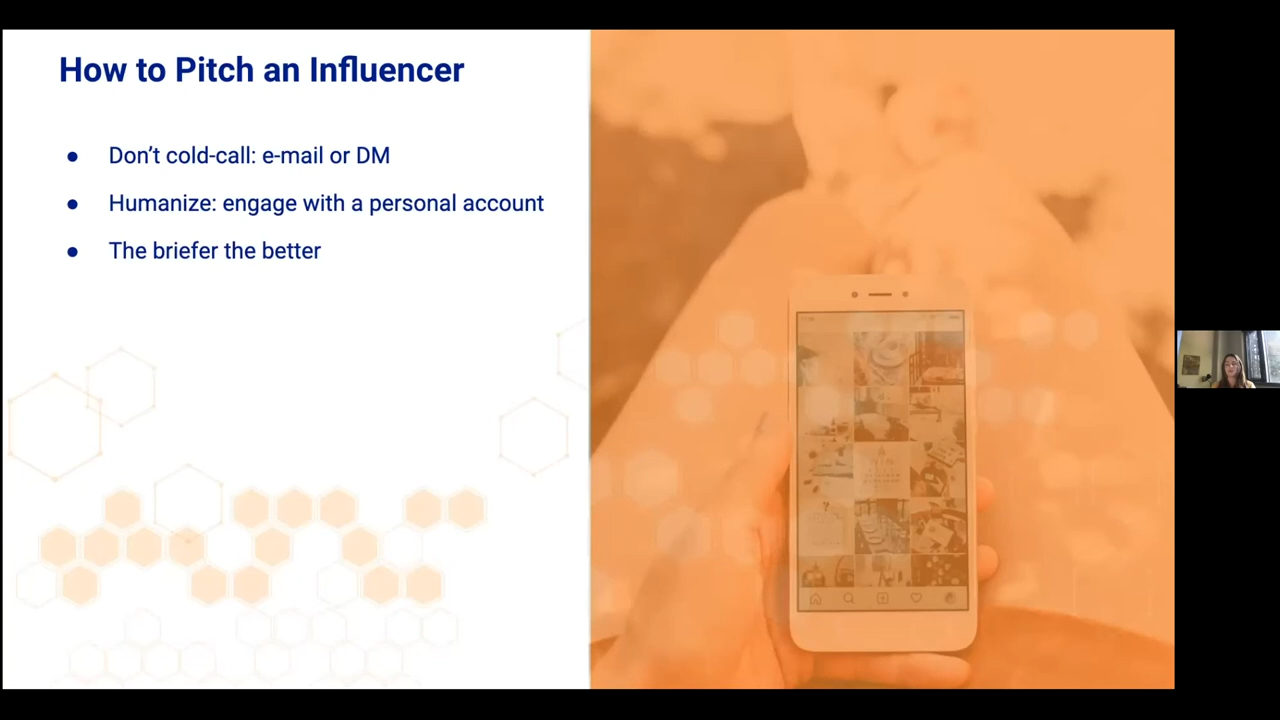 How to Pitch an Influencer
● Don’t cold-call: e-mail or DM
● Humanize: engage with a personal account
● The briefer the better